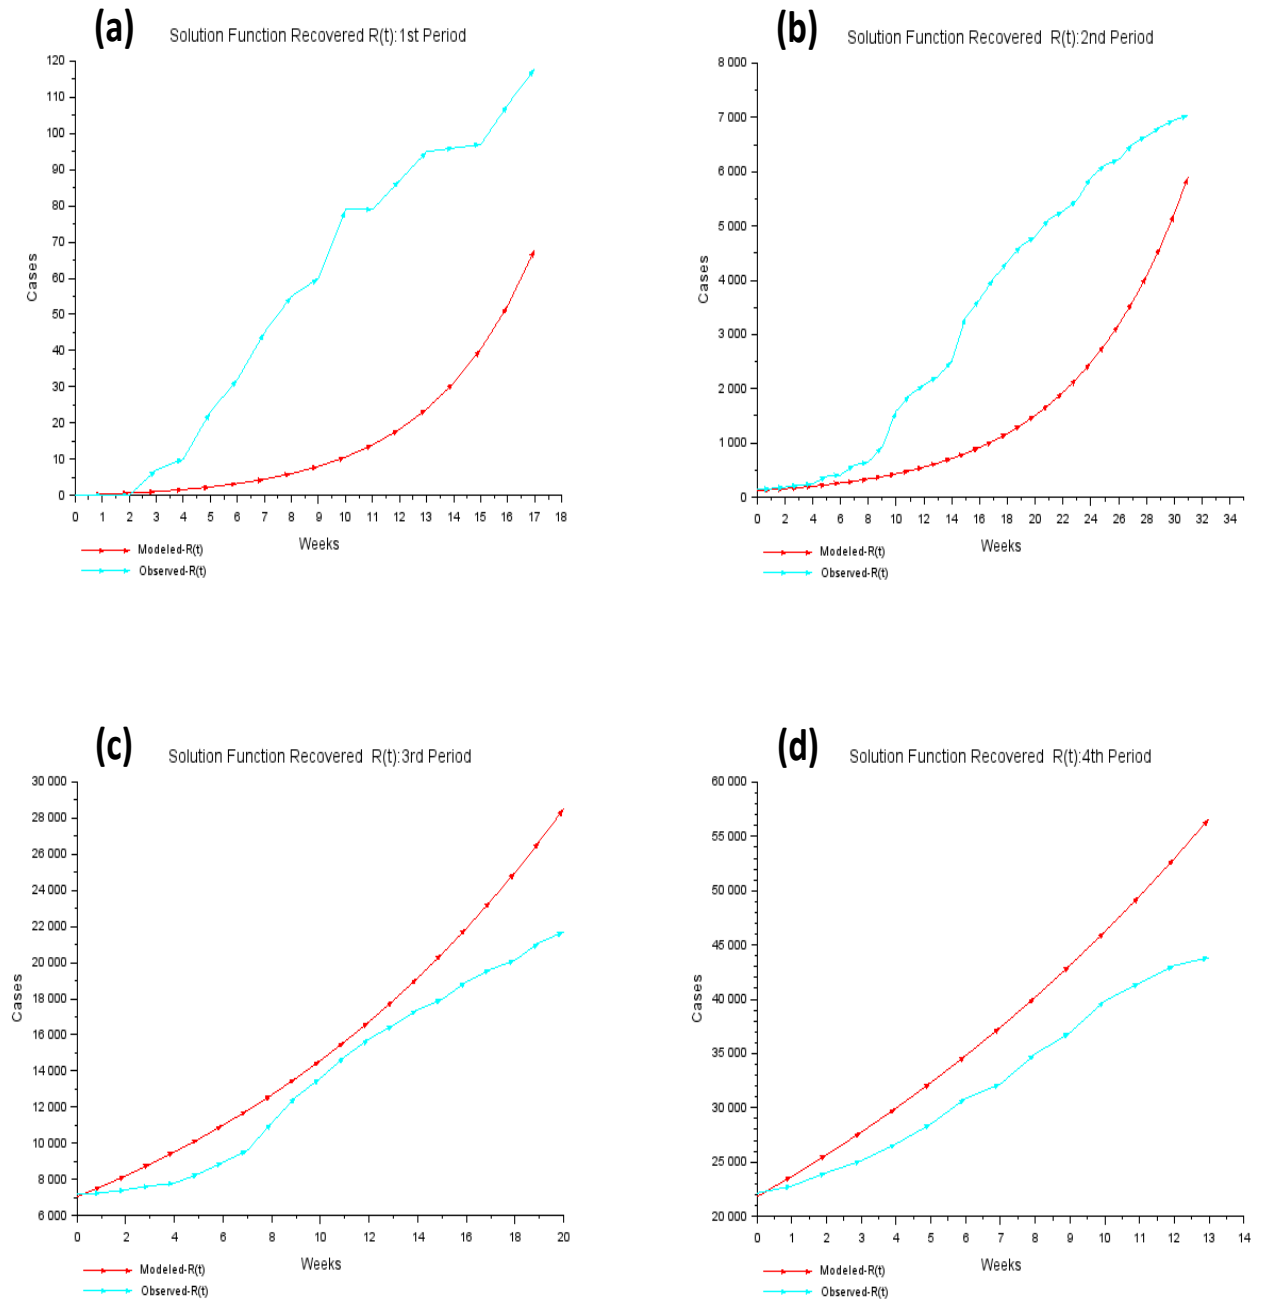 (a)
Solution Function Recovered R(t):1st Period
120
110
100
90
80
70
60
50
40
30
20
10
0
Cases
0 1 2 3 4 5 6 7 8 9 10 11 12 13 14 15 16 17 18
Weeks
Modeled-R(t)
Observed-R(t)
(b)
Solution Function Recovered R(t):2nd Period
8 000
7 000
6 000
5 000
4 000
3 000
2 000
1 000
0
Cases
0 2 4 6 8 10 12 14 16 18 20 22 24 26 28 30 32 34
Weeks
Modeled-R(t)
Observed-R(t)
(c)
Solution Function Recovered R(t):3rd Period
30 000
28 000
26 000
24 000
22 000
20 000
18 000
16 000
14 000
12 000
10 000
8 000
6 000
Cases
0 2 4 6 8 10 12 14 16 18 20
Weeks
Modeled-R(t)
Observed-R(t)
(d)
Solution Function Recovered R(t):4th Period
60 000
55 000
50 000
45 000
40 000
35 000
30 000
25 000
20 000
Cases
0 1 2 3 4 5 6 7 8 9 10 11 12 13 14
Weeks
Modeled-R(t)
Observed-R(t)